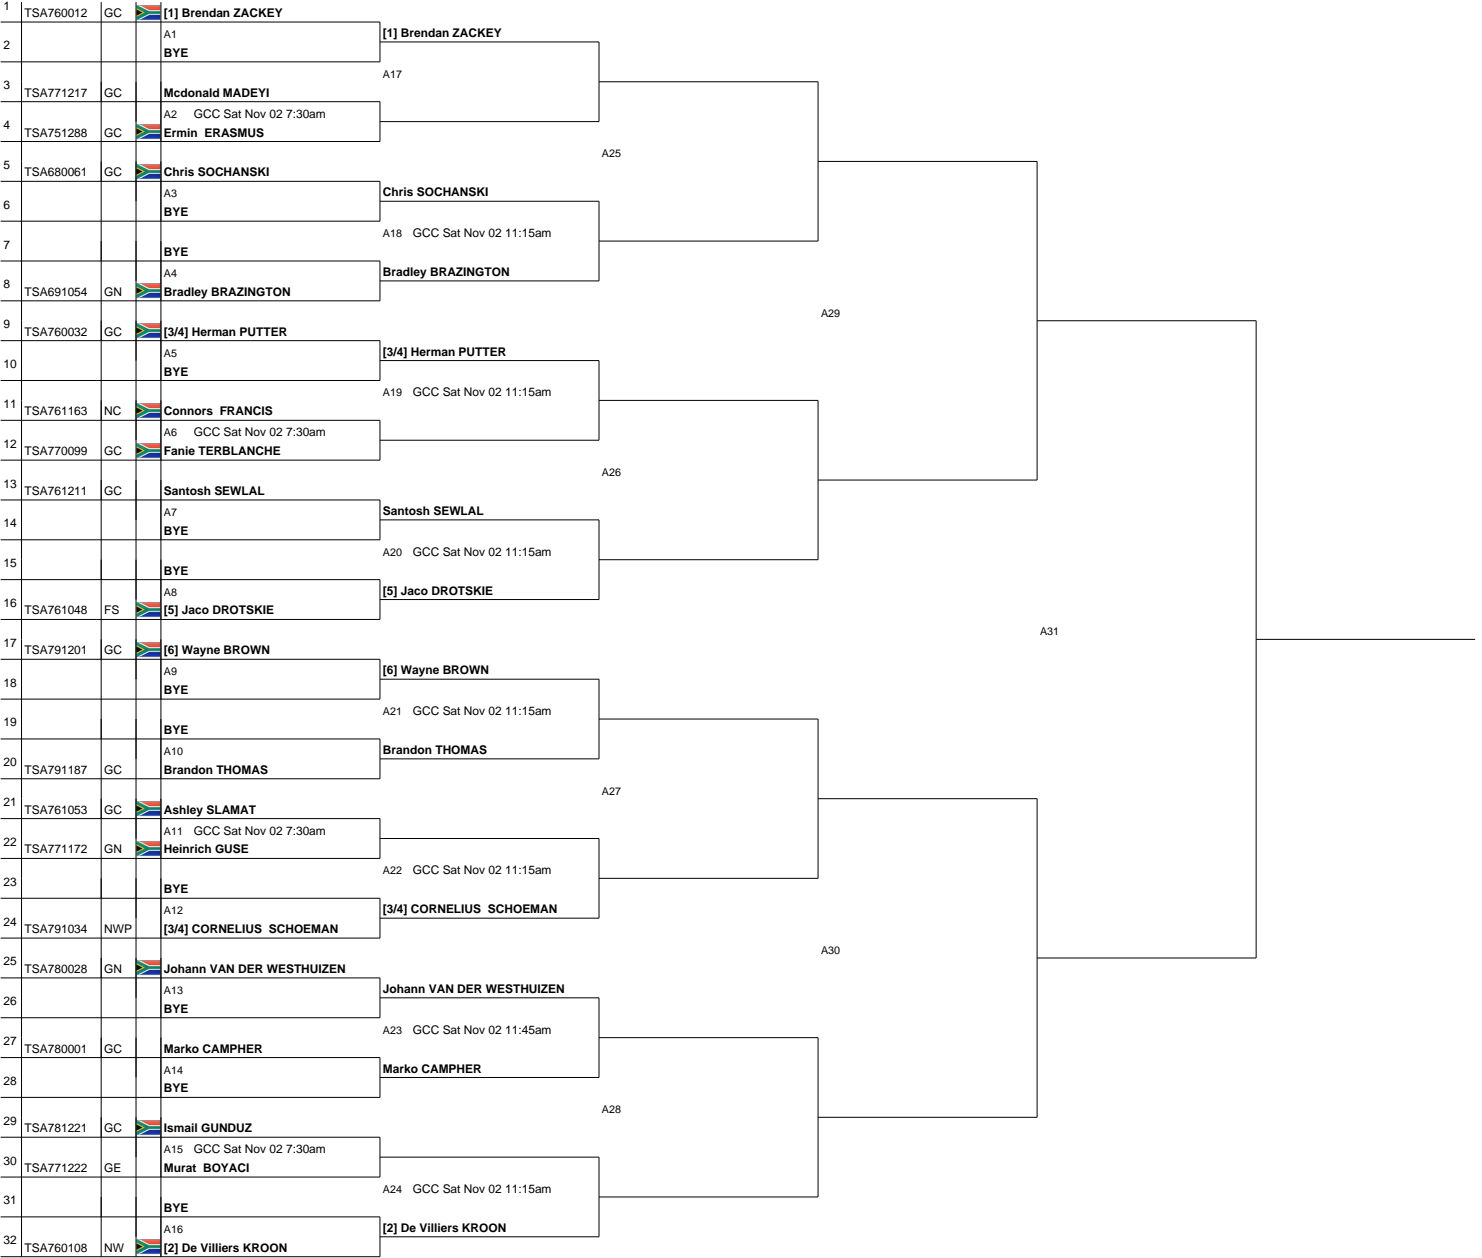 1 TSA760012 GC [1] Brendan ZACKEY
A1 [1] Brendan ZACKEY
2 BYE
A17
3 TSA771217 GC Mcdonald MADEYI
A2 GCC Sat Nov 02 7:30am
4 TSA751288 GC Ermin ERASMUS
A25
5 TSA680061 GC Chris SOCHANSKI
A3 Chris SOCHANSKI
6 BYE
A18 GCC Sat Nov 02 11:15am
7 BYE
A4 Bradley BRAZINGTON
8 TSA691054 GN Bradley BRAZINGTON
A29
9 TSA760032 GC [3/4] Herman PUTTER
A5 [3/4] Herman PUTTER
10 BYE
A19 GCC Sat Nov 02 11:15am
11 TSA761163 NC Connors FRANCIS
A6 GCC Sat Nov 02 7:30am
12 TSA770099 GC Fanie TERBLANCHE
A26
13 TSA761211 GC Santosh SEWLAL
A7 Santosh SEWLAL
14 BYE
A20 GCC Sat Nov 02 11:15am
15 BYE
A8 [5] Jaco DROTSKIE
16 TSA761048 FS [5] Jaco DROTSKIE
A31
17 TSA791201 GC [6] Wayne BROWN
A9 [6] Wayne BROWN
18 BYE
A21 GCC Sat Nov 02 11:15am
19 BYE
A10 Brandon THOMAS
20 TSA791187 GC Brandon THOMAS
A27
21 TSA761053 GC Ashley SLAMAT
A11 GCC Sat Nov 02 7:30am
22 TSA771172 GN Heinrich GUSE
A22 GCC Sat Nov 02 11:15am
23 BYE
A12 [3/4] CORNELIUS SCHOEMAN
24 TSA791034 NWP [3/4] CORNELIUS SCHOEMAN
A30
25 TSA780028 GN Johann VAN DER WESTHUIZEN
A13 Johann VAN DER WESTHUIZEN
26 BYE
A23 GCC Sat Nov 02 11:45am
27 TSA780001 GC Marko CAMPHER
A14 Marko CAMPHER
28 BYE
A28
29 TSA781221 GC Ismail GUNDUZ
A15 GCC Sat Nov 02 7:30am
30 TSA771222 GE Murat BOYACI
A24 GCC Sat Nov 02 11:15am
31 BYE
A16 [2] De Villiers KROON
32 TSA760108 NW [2] De Villiers KROON